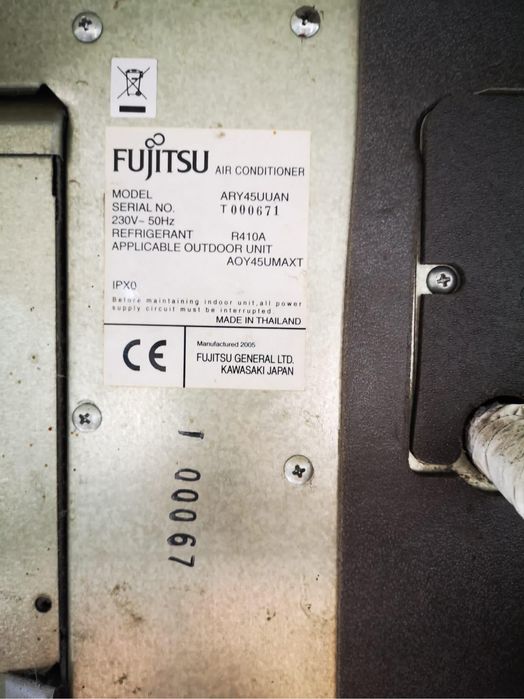 FUJITSU AIR CONDITIONER
MODEL ARY45UUAN
SERIAL NO. T000671
230V~ 50Hz
REFRIGERANT R410A
APPLICABLE OUTDOOR UNIT
AOY45UMAXT
IPX0
Before maintaining indoor unit, all power
supply circuit must be interrupted.
MADE IN THAILAND
CE
Manufactured 2005
FUJITSU GENERAL LTD.
KAWASAKI JAPAN